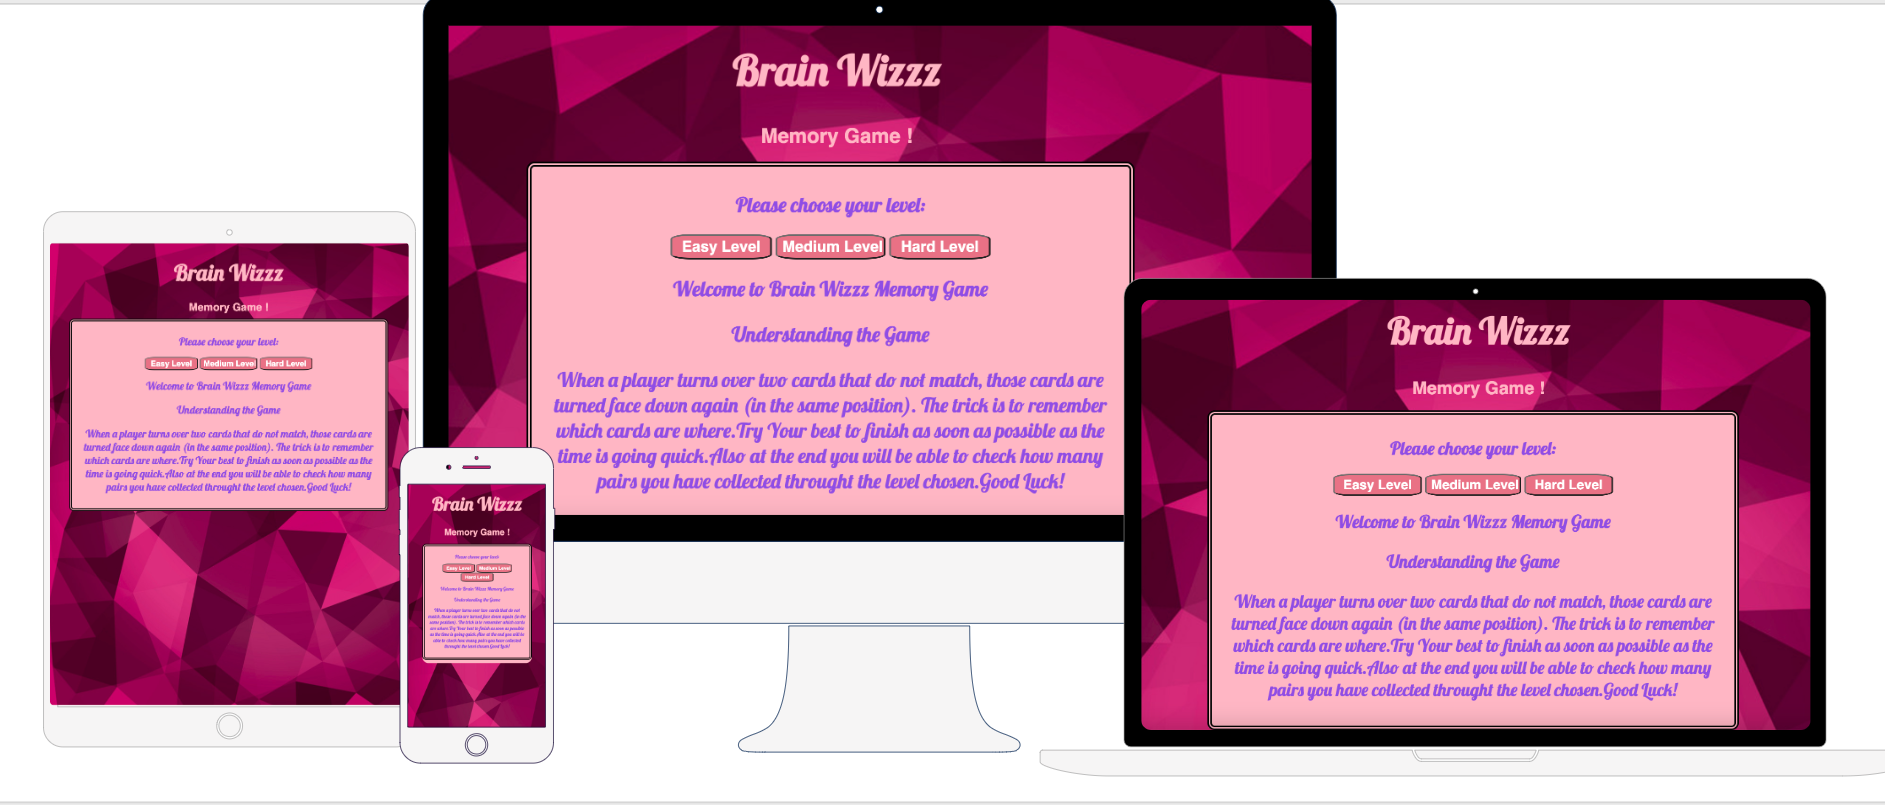 Brain Wizzz
Memory Game !
Please choose your level:
Easy Level Medium Level Hard Level
Welcome to Brain Wizzz Memory Game
Understanding the Game
When a player turns over two cards that do not match, those cards are
turned face down again (in the same position). The trick is to remember
which cards are where.Try Your best to finish as soon as possible as the
time is going quick.Also at the end you will be able to check how many
pairs you have collected throught the level chosen.Good Luck!
Brain Wizzz
Memory Game !
Please choose your level:
Easy Level Medium Level Hard Level
Welcome to Brain Wizzz Memory Game
Understanding the Game
When a player turns over two cards that do not match, those cards are
turned face down again (in the same position). The trick is to remember
which cards are where.Try Your best to finish as soon as possible as the
time is going quick.Also at the end you will be able to check how many
pairs you have collected throught the level chosen.Good Luck!
Brain Wizzz
Memory Game !
Please choose your level:
Easy Level Medium Level
Hard Level
Welcome to Brain Wizzz Memory Game
Understanding the Game
When a player turns over two cards that do not
match, those cards are turned face down again (in the
same position). The trick is to remember which cards
are where.Try Your best to finish as soon as possible
as the time is going quick.Also at the end you will be
able to check how many pairs you have collected
throught the level chosen.Good Luck!
Brain Wizzz
Memory Game !
Please choose your level:
Easy Level Medium Level Hard Level
Welcome to Brain Wizzz Memory Game
Understanding the Game
When a player turns over two cards that do not match, those cards are
turned face down again (in the same position). The trick is to remember
which cards are where.Try Your best to finish as soon as possible as the
time is going quick.Also at the end you will be able to check how many
pairs you have collected throught the level chosen.Good Luck!